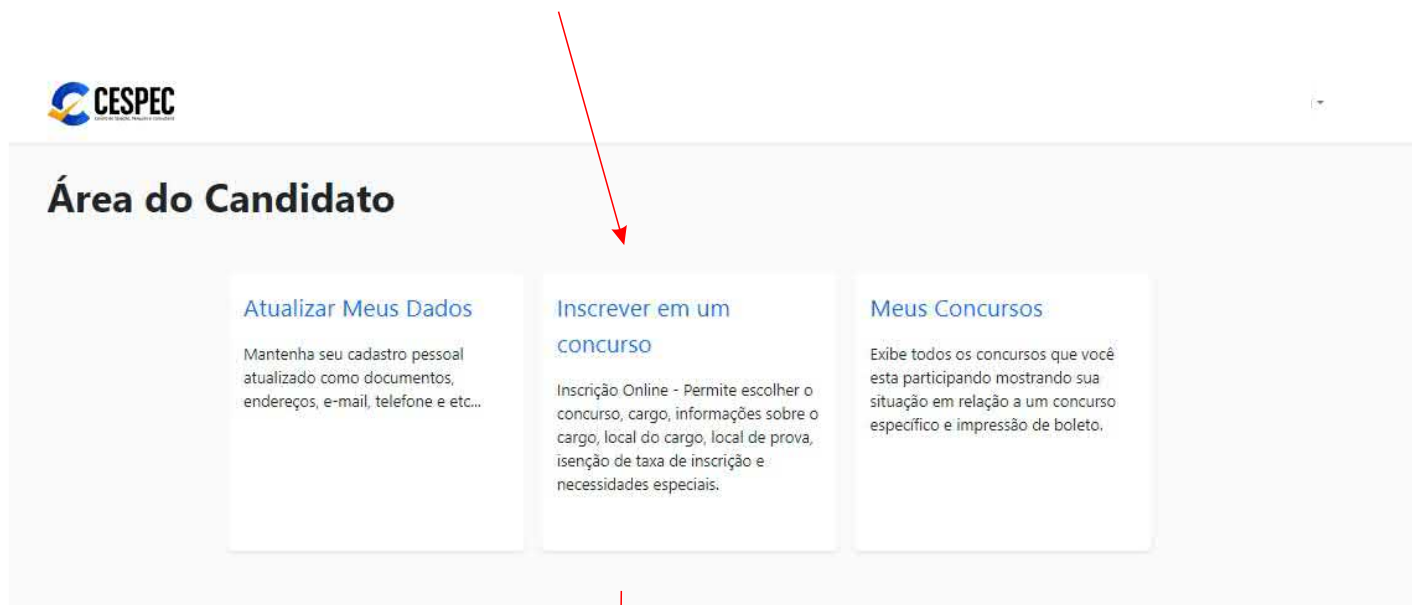 CESPEC
Área do Candidato
Atualizar Meus Dados
Mantenha seu cadastro pessoal
atualizado como documentos,
endereços, e-mail, telefone e etc...
Inscrever em um
concurso
Inscrição Online - Permite escolher o
concurso, cargo, informações sobre o
cargo, local do cargo, local de prova,
isenção de taxa de inscrição e
necessidades especiais.
Meus Concursos
Exibe todos os concursos que você
esta participando mostrando sua
situação em relação a um concurso
específico e impressão de boleto.